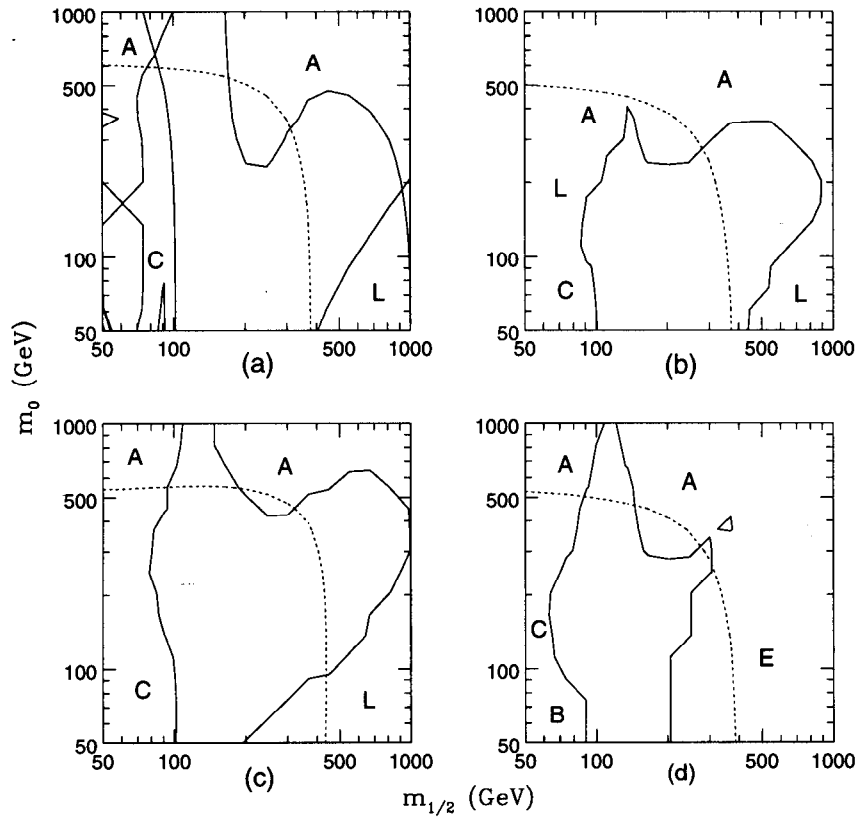 1000 A A 1000 A
500 500 A
L
100 C 100 C
L L
50 50
50 100 500 1000 50 100 500 1000
(a) (b)
m₀ (GeV)
1000 A A 1000 A A
500 500
C E
100 100
C L B
50 50
50 100 500 1000 50 100 500 1000
(c) (d)
m₁/₂ (GeV)